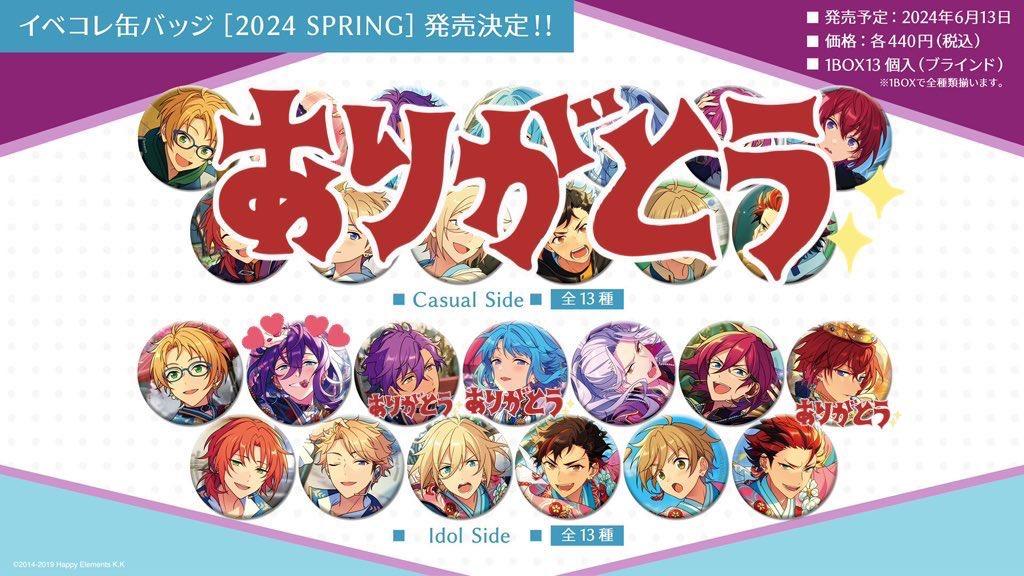 イベコレ缶バッジ［2024 SPRING］発売決定!!
■ 発売予定：2024年6月13日
■ 価格：各440円（税込）
■ 1BOX13個入（ブラインド）
※1BOXで全種類揃います。
ありがとう
■ Casual Side ■ 全13種
ありがとう
ありがとう
ありがとう
■ Idol Side ■ 全13種
©2014-2019 Happy Elements K.K